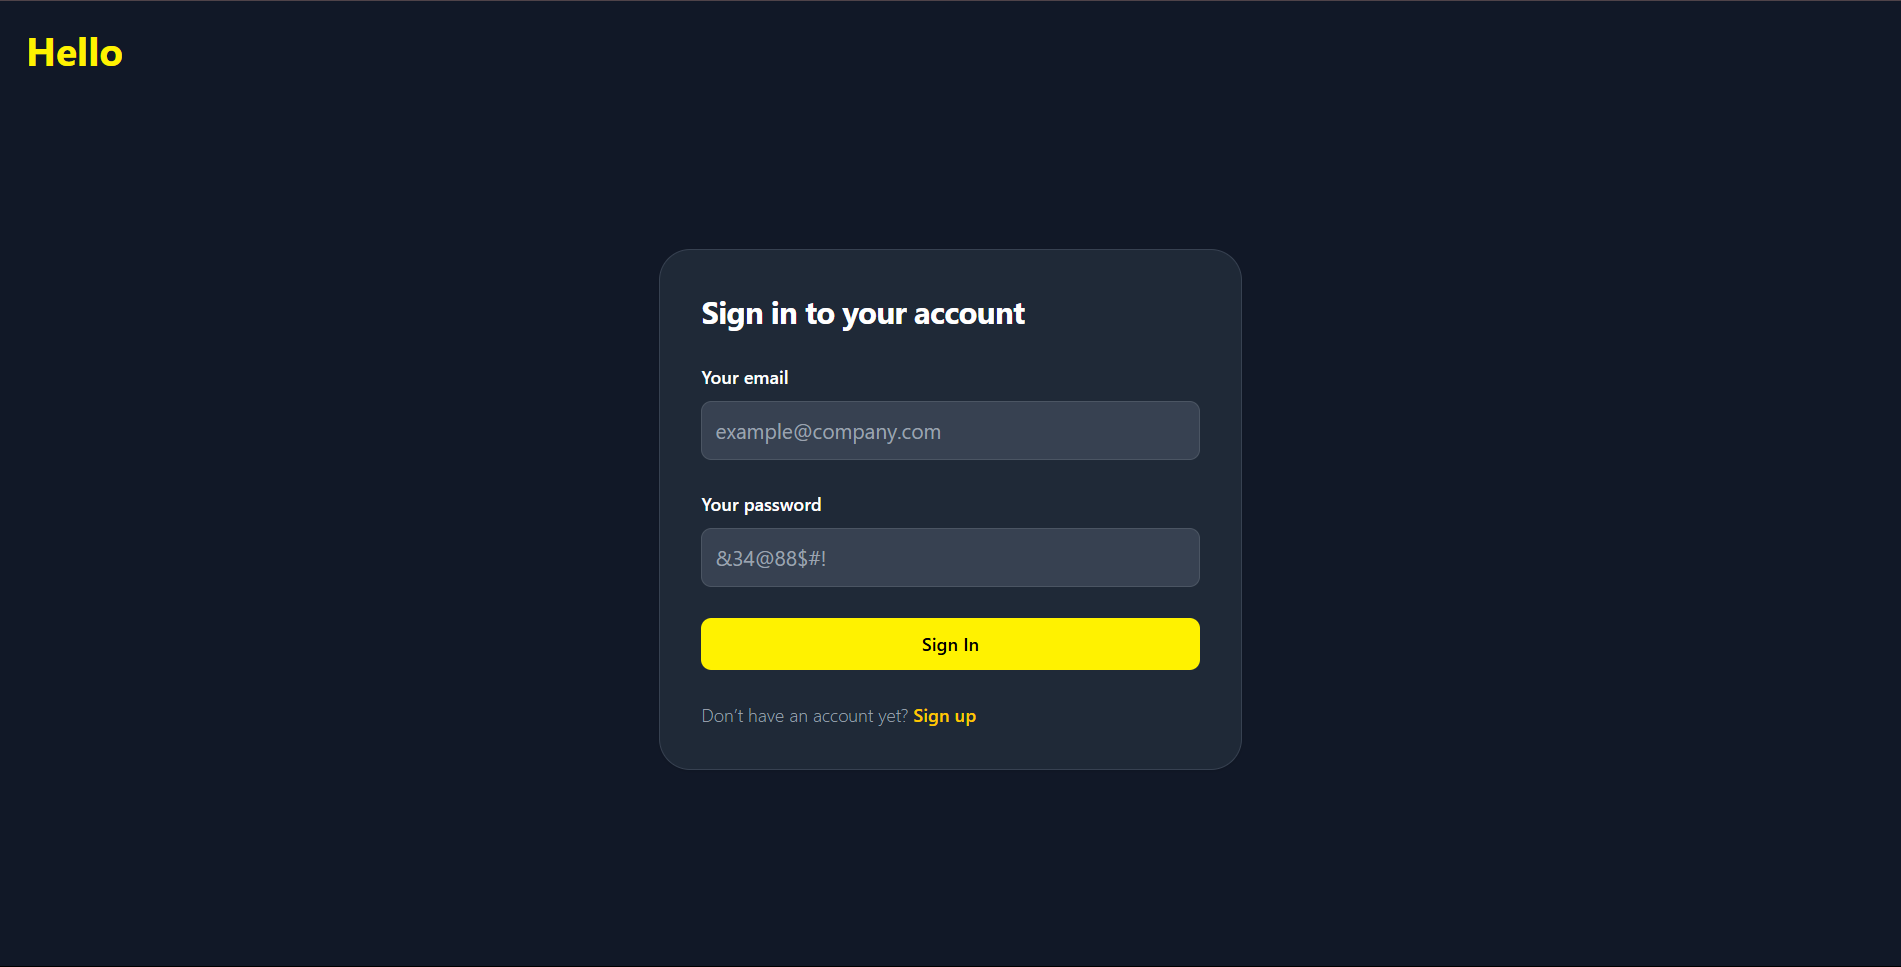 Hello
Sign in to your account
Your email
example@company.com
Your password
&34@88$#!
Sign In
Don’t have an account yet? Sign up